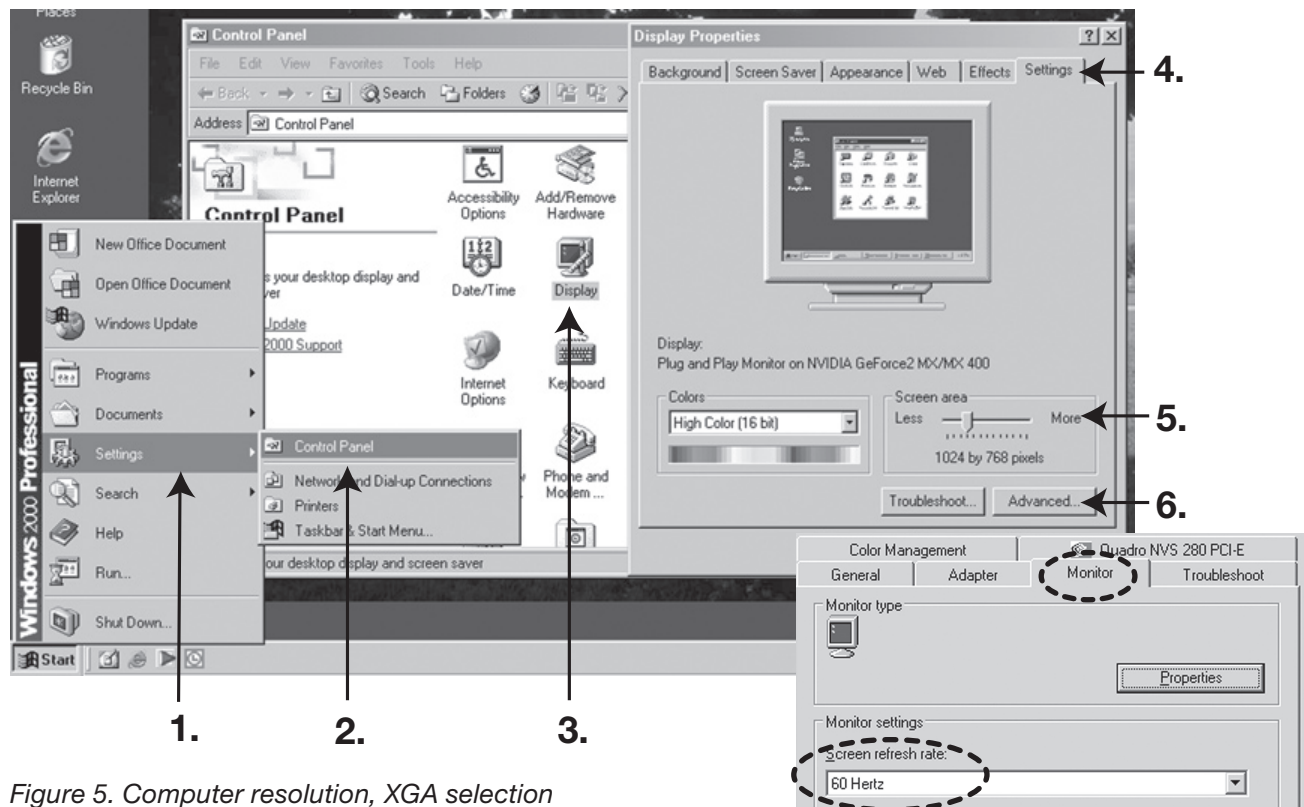 Places
Recycle Bin
Internet
Explorer
Control Panel
File Edit View Favorites Tools Help
Back Search Folders
Address Control Panel
Control Panel
s your desktop display and
ver
Update
2000 Support
Accessibility
Options
Add/Remove
Hardware
Date/Time
Display
Internet
Options
Keyboard
Phone and
Modem ...
our desktop display and screen saver
Windows 2000 Professional
New Office Document
Open Office Document
Windows Update
Programs
Documents
Settings
Search
Help
Run...
Shut Down...
Start
Control Panel
Network and Dial-up Connections
Printers
Taskbar & Start Menu...
Display Properties
Background Screen Saver Appearance Web Effects Settings
4.
Display:
Plug and Play Monitor on NVIDIA GeForce2 MX/MX 400
Colors
High Color (16 bit)
Screen area
Less More
5.
1024 by 768 pixels
Troubleshoot... Advanced...
6.
Color Management Quadro NVS 280 PCI-E
General Adapter Monitor Troubleshoot
Monitor type
Properties
Monitor settings
Screen refresh rate:
60 Hertz
1. 2. 3.
Figure 5. Computer resolution, XGA selection